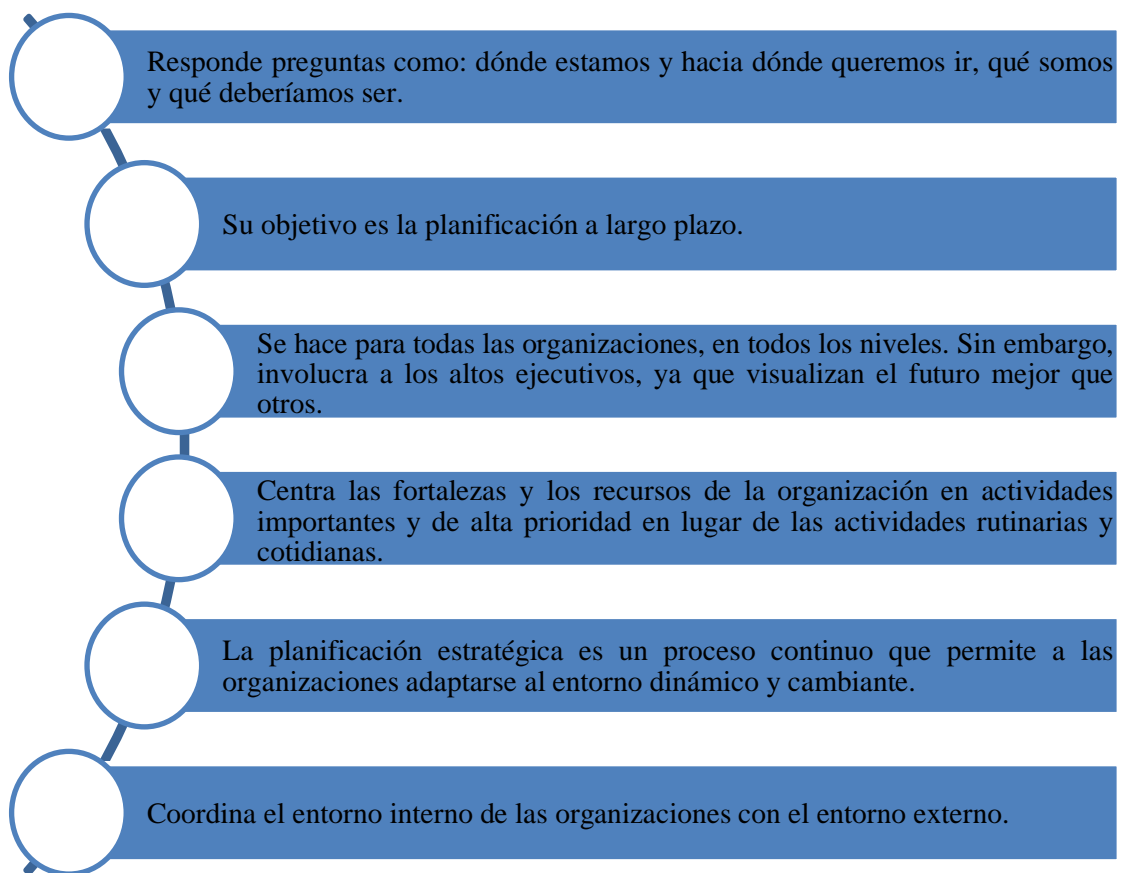 Responde preguntas como: dónde estamos y hacia dónde queremos ir, qué somos
y qué deberíamos ser.
Su objetivo es la planificación a largo plazo.
Se hace para todas las organizaciones, en todos los niveles. Sin embargo,
involucra a los altos ejecutivos, ya que visualizan el futuro mejor que
otros.
Centra las fortalezas y los recursos de la organización en actividades
importantes y de alta prioridad en lugar de las actividades rutinarias y
cotidianas.
La planificación estratégica es un proceso continuo que permite a las
organizaciones adaptarse al entorno dinámico y cambiante.
Coordina el entorno interno de las organizaciones con el entorno externo.